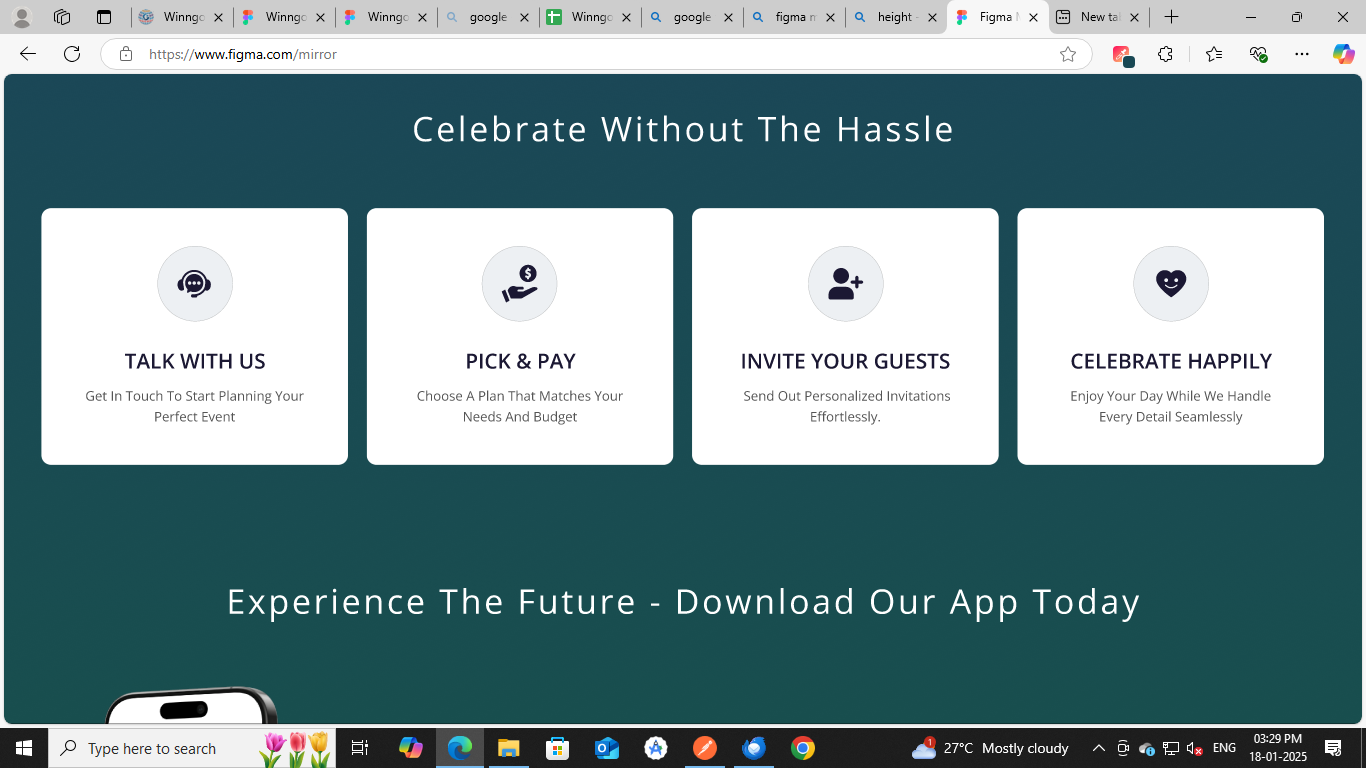 Winngo
Winngo
Winngo
google
Winngo
google
figma m
height -
Figma M
New tab
https://www.figma.com/mirror
Celebrate Without The Hassle
TALK WITH US
Get In Touch To Start Planning Your
Perfect Event
PICK & PAY
Choose A Plan That Matches Your
Needs And Budget
INVITE YOUR GUESTS
Send Out Personalized Invitations
Effortlessly.
CELEBRATE HAPPILY
Enjoy Your Day While We Handle
Every Detail Seamlessly
Experience The Future - Download Our App Today
Type here to search
1
27°C Mostly cloudy
ENG
03:29 PM
18-01-2025